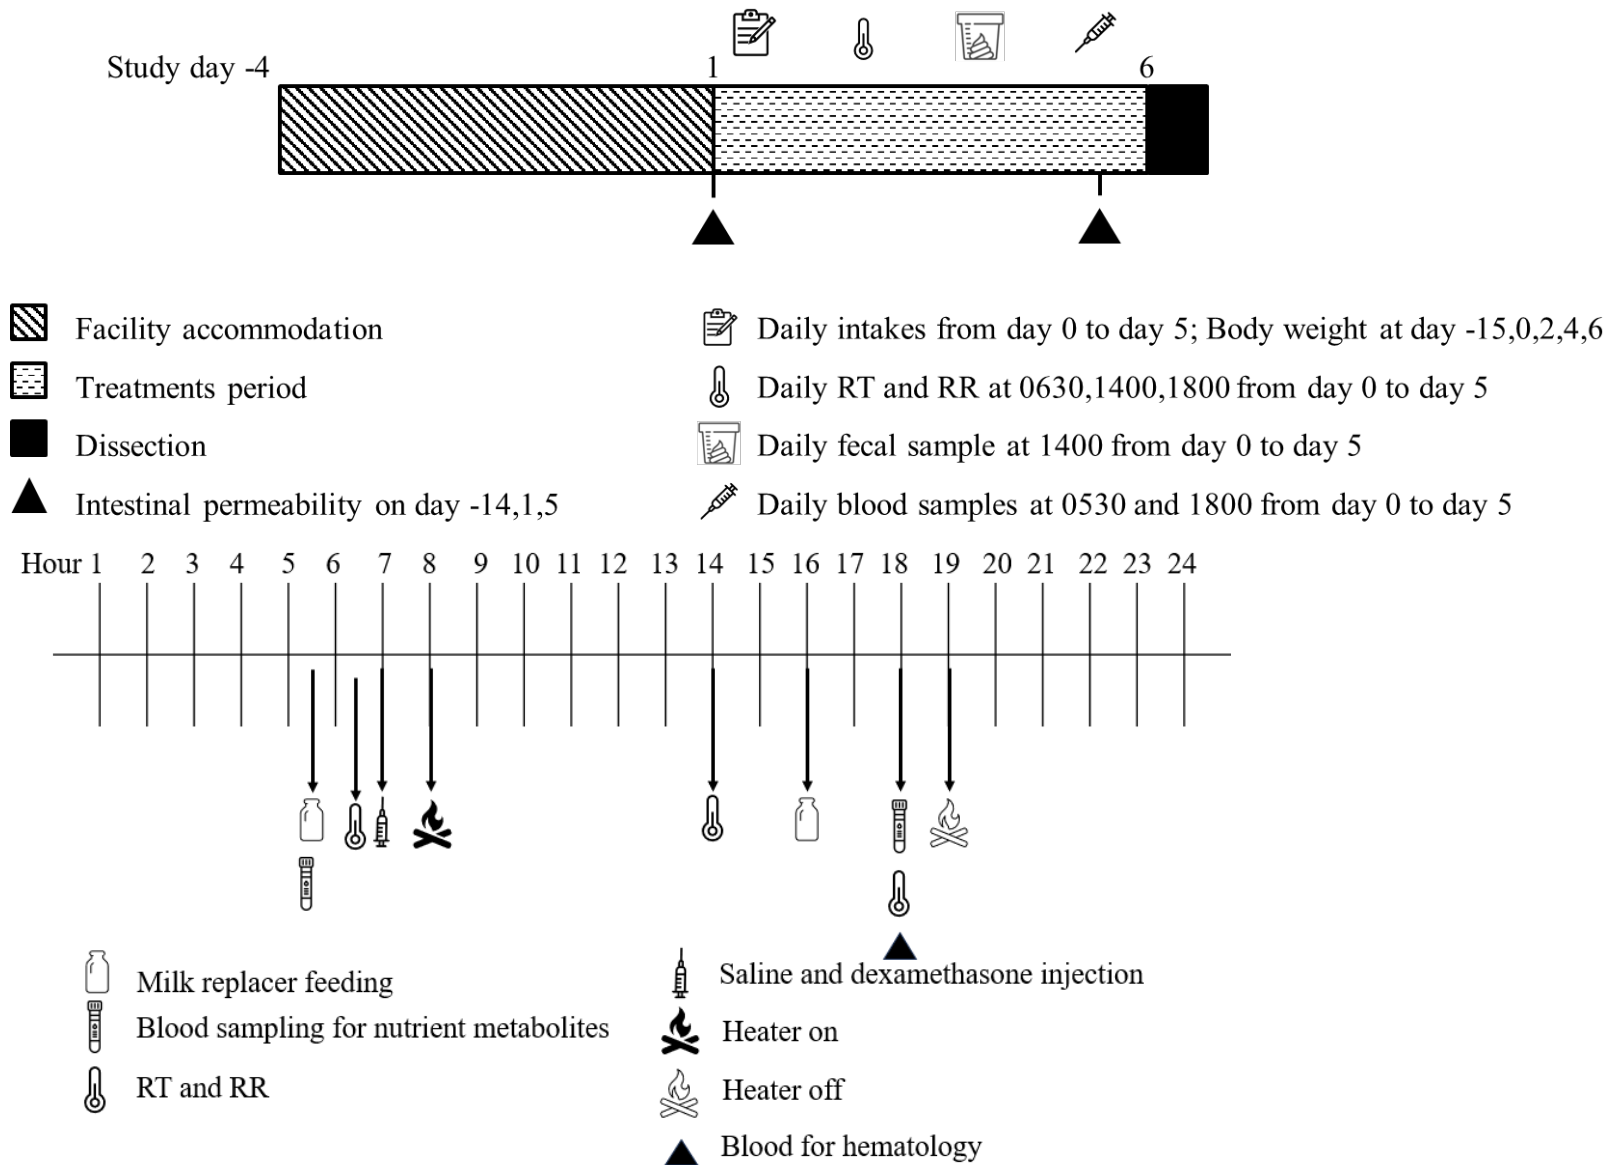 Study day -4 1 6
Facility accommodation
Treatments period
Dissection
Intestinal permeability on day -14,1,5
Daily intakes from day 0 to day 5; Body weight at day -15,0,2,4,6
Daily RT and RR at 0630,1400,1800 from day 0 to day 5
Daily fecal sample at 1400 from day 0 to day 5
Daily blood samples at 0530 and 1800 from day 0 to day 5
Hour 1 2 3 4 5 6 7 8 9 10 11 12 13 14 15 16 17 18 19 20 21 22 23 24
Milk replacer feeding
Blood sampling for nutrient metabolites
RT and RR
Saline and dexamethasone injection
Heater on
Heater off
Blood for hematology